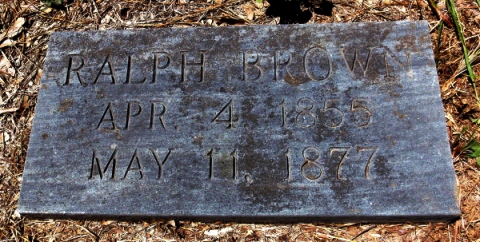 RALPH BROWN
APR. 4, 1855
MAY 11, 1877